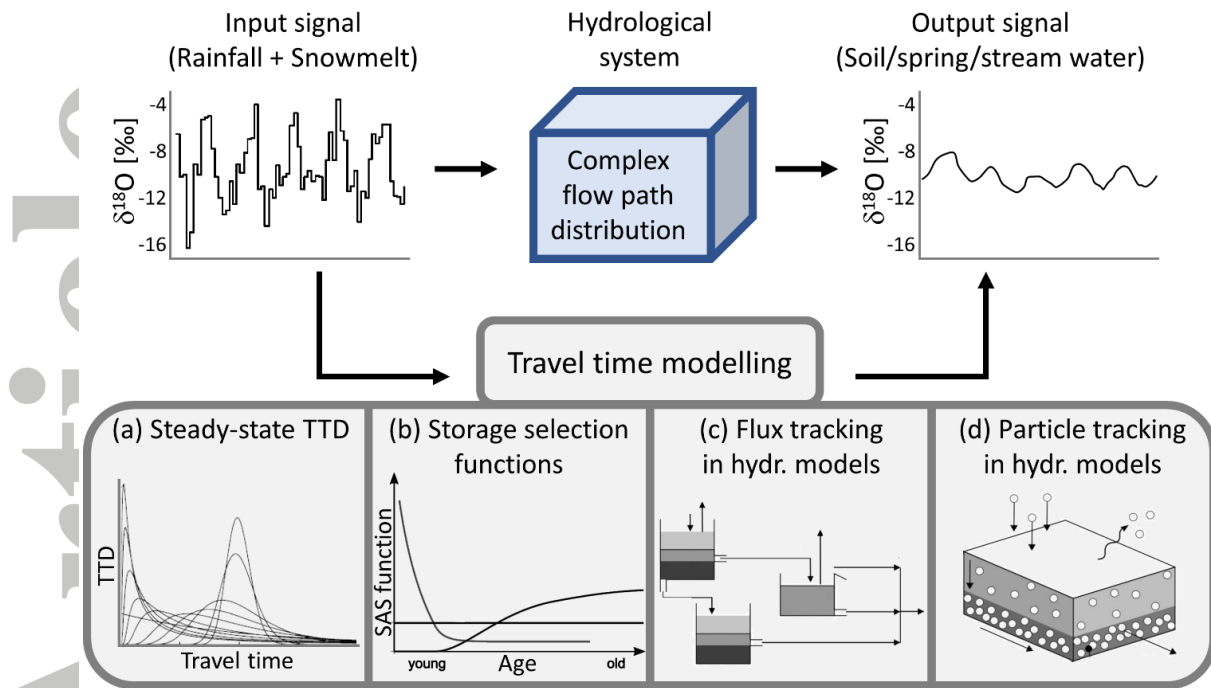 Input signal
(Rainfall + Snowmelt)
Hydrological
system
Output signal
(Soil/spring/stream water)
δ¹⁸O [‰]
-4
-8
-12
-16
Complex
flow path
distribution
δ¹⁸O [‰]
-4
-8
-12
-16
Travel time modelling
(a) Steady-state TTD
TTD
Travel time
(b) Storage selection
functions
SAS function
young
Age
old
(c) Flux tracking
in hydr. models
(d) Particle tracking
in hydr. models